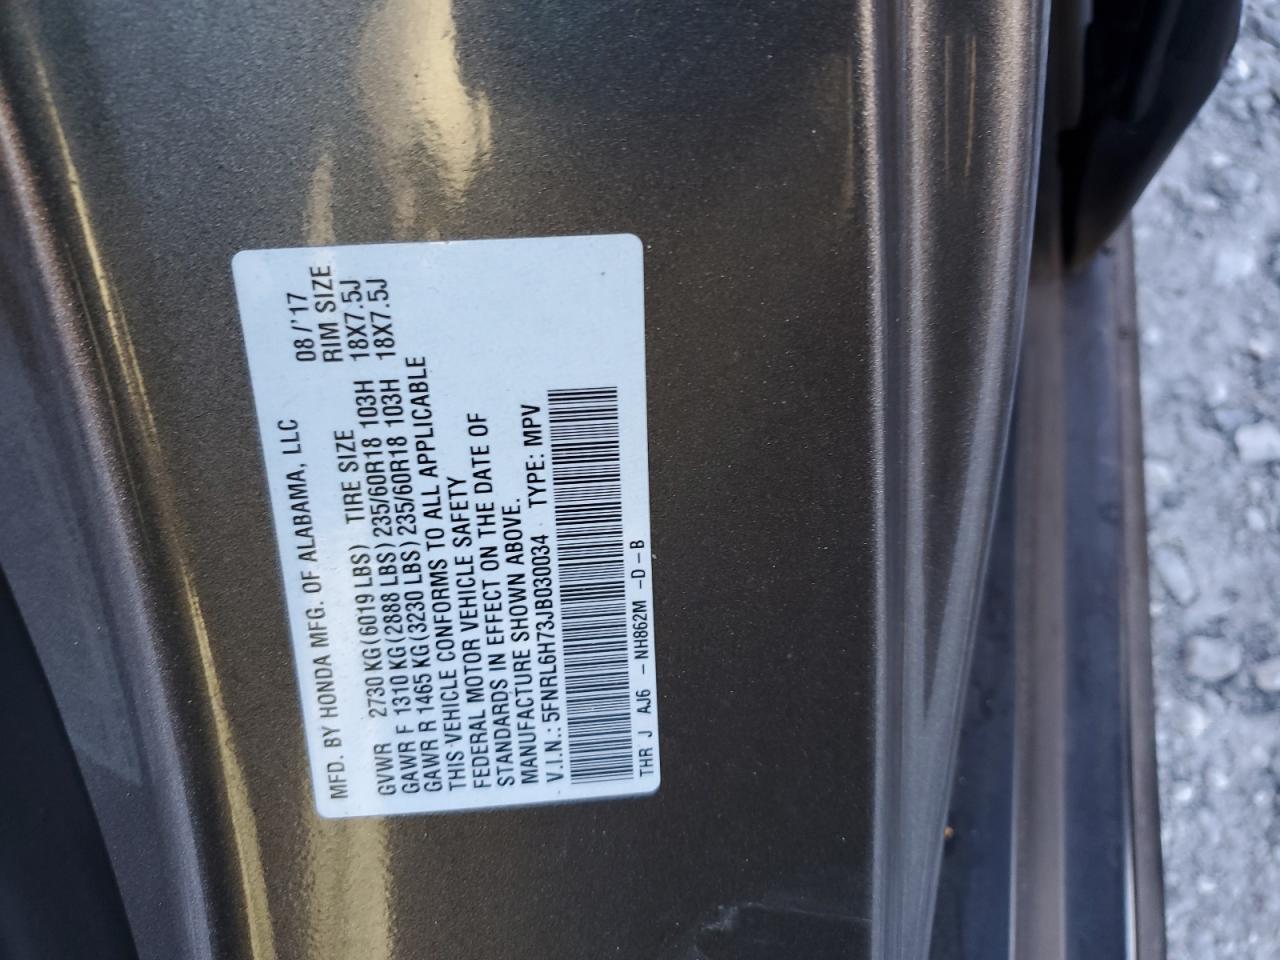 MFD. BY HONDA MFG. OF ALABAMA, LLC 08/'17
TIRE SIZE RIM SIZE
GVWR 2730 KG(6019 LBS)
GAWR F 1310 KG(2888 LBS)235/60R18 103H 18X7.5J
GAWR R 1465 KG(3230 LBS)235/60R18 103H 18X7.5J
THIS VEHICLE CONFORMS TO ALL APPLICABLE
FEDERAL MOTOR VEHICLE SAFETY
STANDARDS IN EFFECT ON THE DATE OF
MANUFACTURE SHOWN ABOVE.
V.I.N.:5FNRL6H73JB030034 TYPE: MPV
THR J AJ6 -NH862M -D-B